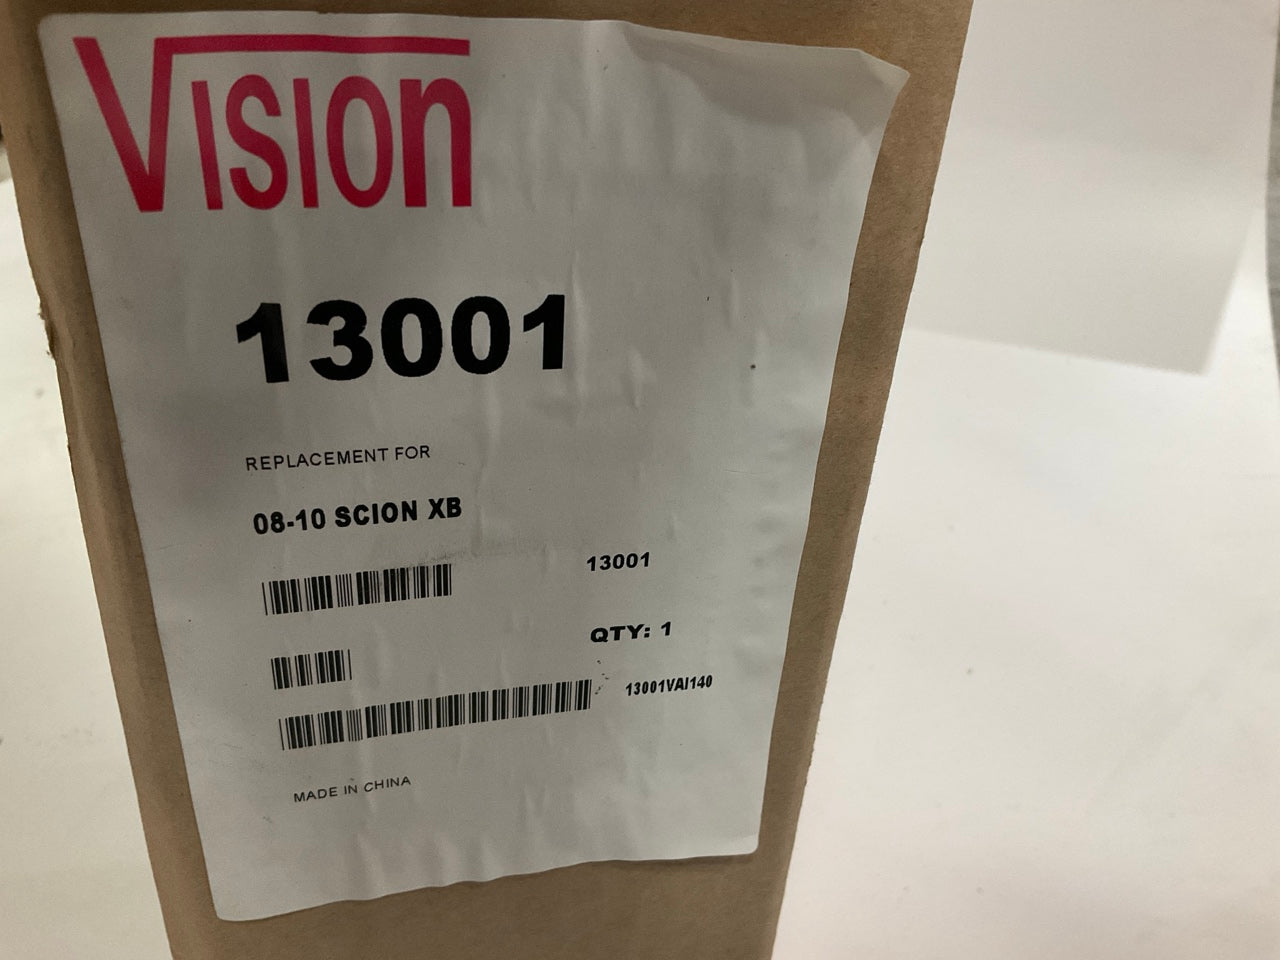 VISION
13001
REPLACEMENT FOR
08-10 SCION XB
13001
QTY: 1
13001VAI140
MADE IN CHINA